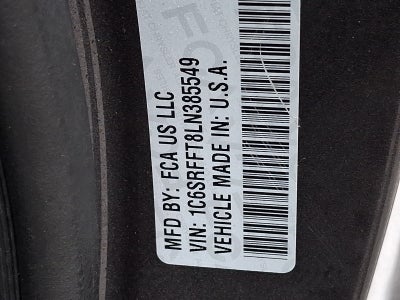 MFD BY: FCA US LLC
VIN: 1C6SRFFT8LN385549
VEHICLE MADE IN: U.S.A.